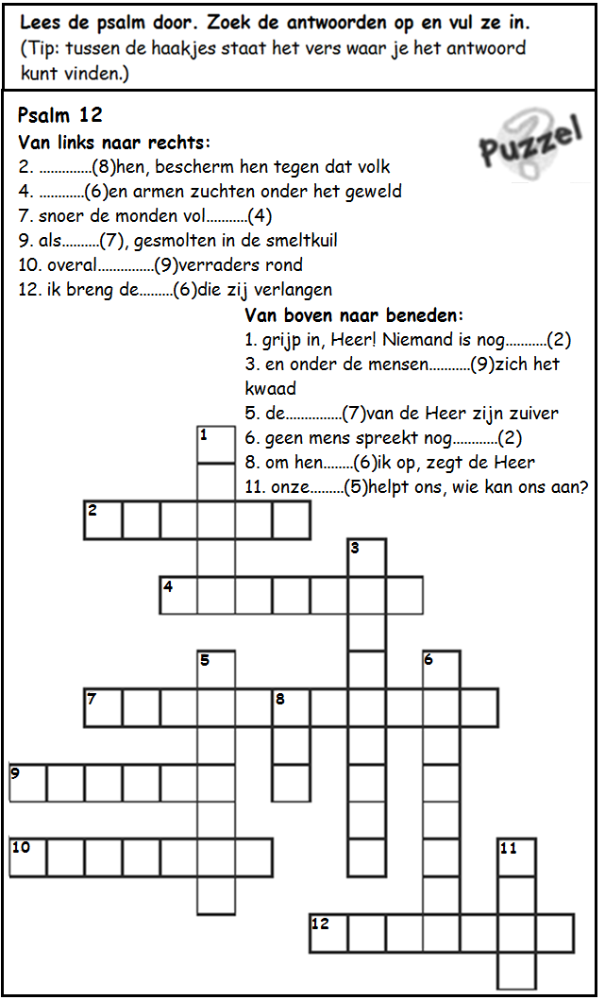 Lees de psalm door. Zoek de antwoorden op en vul ze in.
(Tip: tussen de haakjes staat het vers waar je het antwoord
kunt vinden.)
Psalm 12
Puzzel
Van links naar rechts:
2. ..............(8)hen, bescherm hen tegen dat volk
4. ............(6)en armen zuchten onder het geweld
7. snoer de monden vol...........(4)
9. als..........(7), gesmolten in de smeltkuil
10. overal...............(9)verraders rond
12. ik breng de.........(6)die zij verlangen
Van boven naar beneden:
1. grijp in, Heer! Niemand is nog...........(2)
3. en onder de mensen...........(9)zich het
kwaad
5. de...............(7)van de Heer zijn zuiver
6. geen mens spreekt nog............(2)
8. om hen........(6)ik op, zegt de Heer
11. onze.........(5)helpt ons, wie kan ons aan?
1
2
3
4
5 6
7 8
9
10 11
12